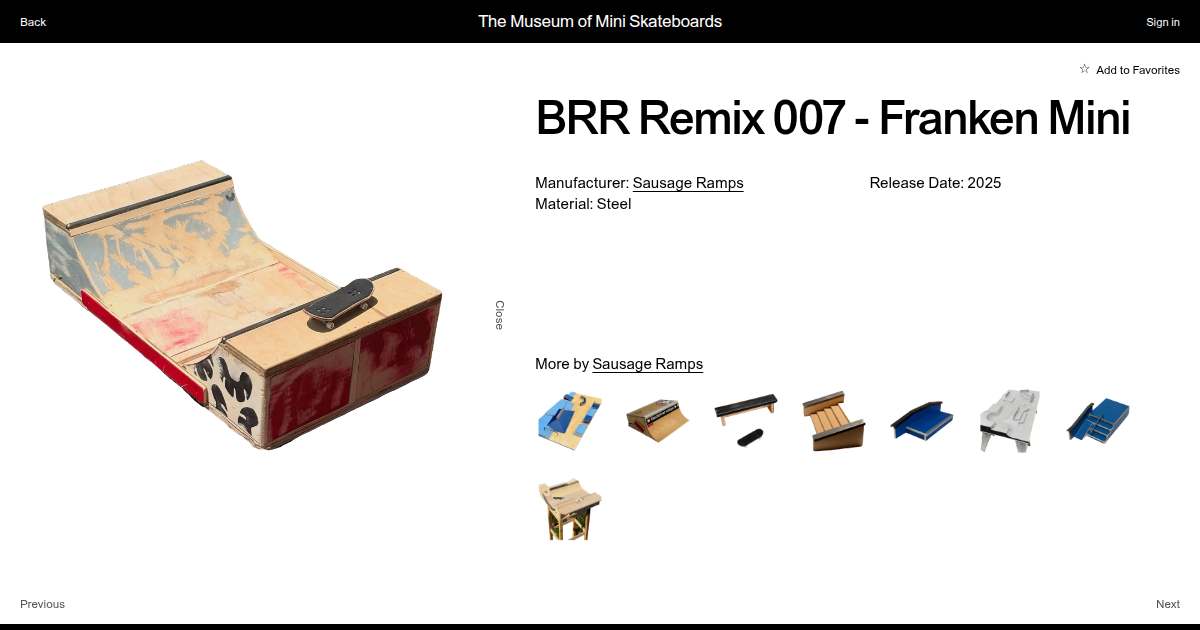 Back
The Museum of Mini Skateboards
Sign in
☆ Add to Favorites
BRR Remix 007 - Franken Mini
Manufacturer: Sausage Ramps
Release Date: 2025
Material: Steel
Close
More by Sausage Ramps
Previous
Next